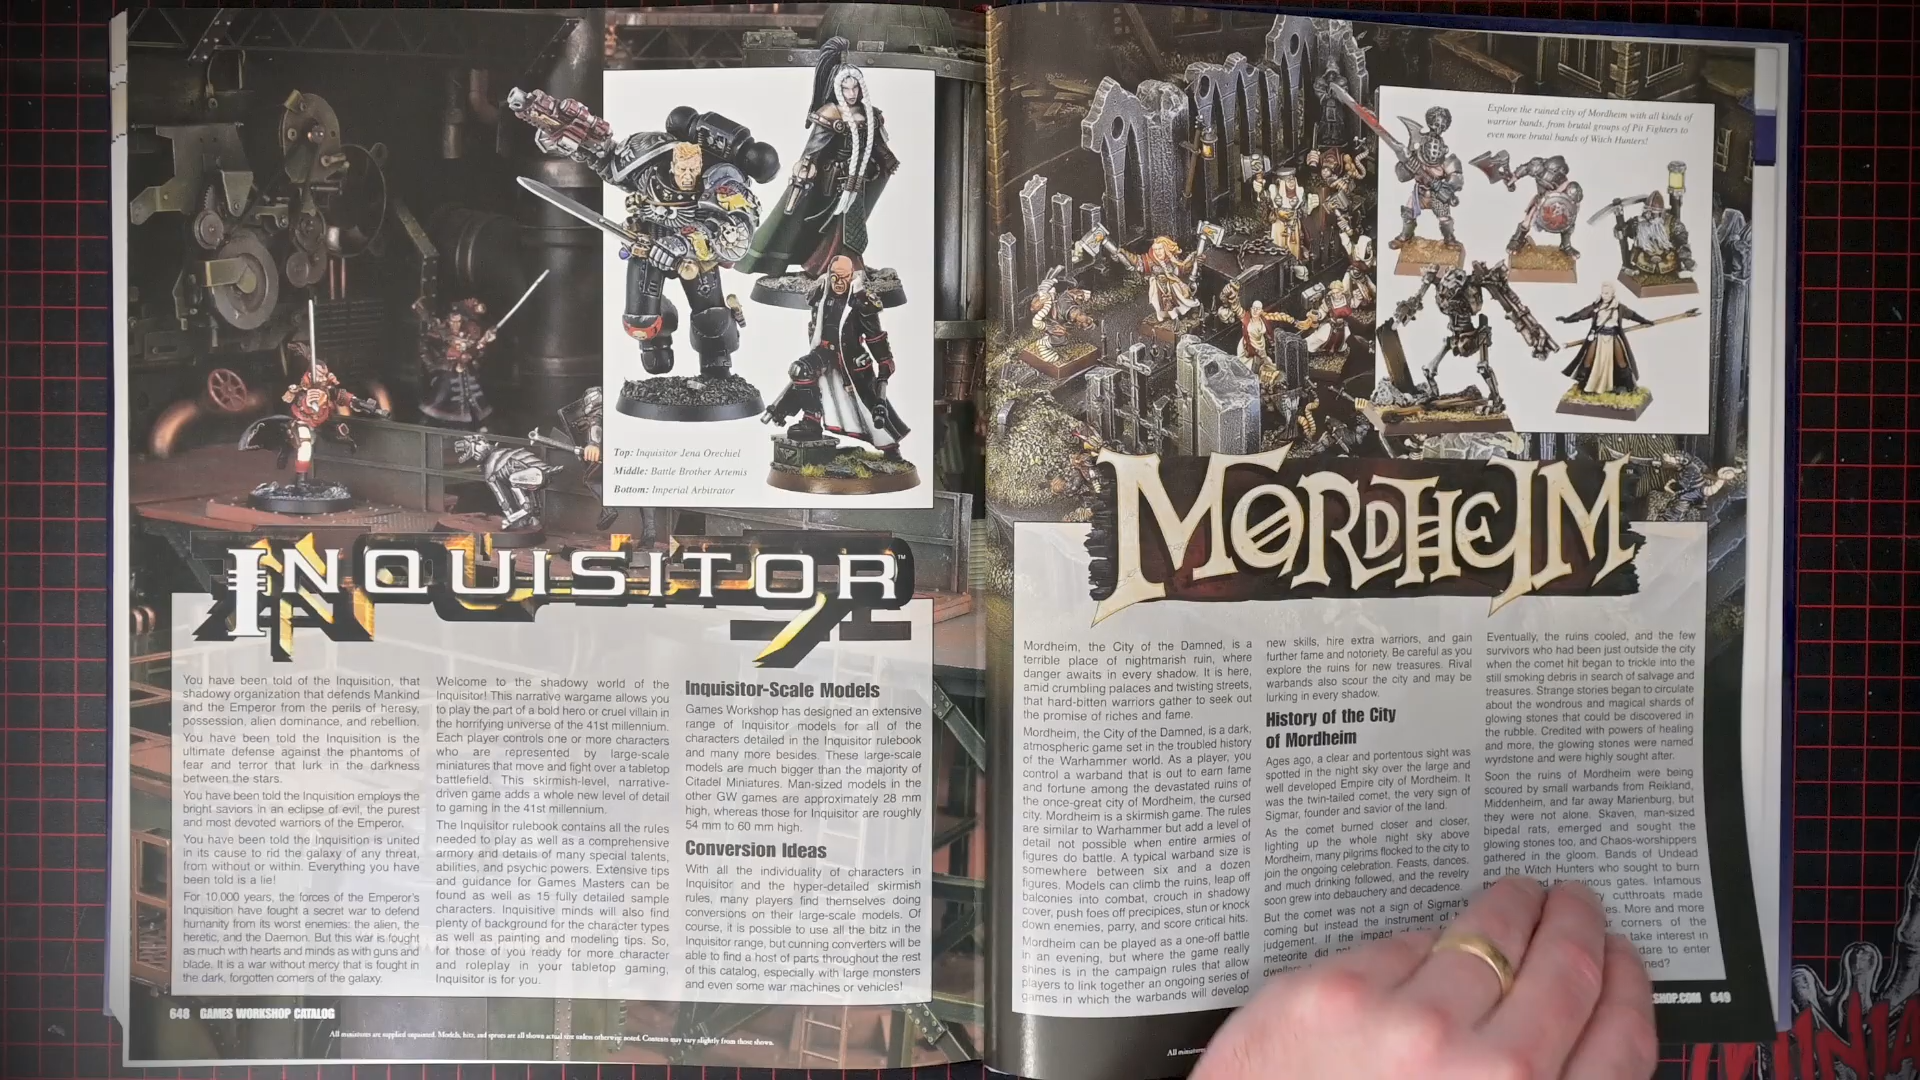 Top: Inquisitor Jena Orechiel
Middle: Battle Brother Artemis
Bottom: Imperial Arbitrator
INQUISITOR™
You have been told of the Inquisition, that
shadowy organization that defends Mankind
and the Emperor from the perils of heresy,
possession, alien dominance, and rebellion.
You have been told the Inquisition is the
ultimate defense against the phantoms of
fear and terror that lurk in the darkness
between the stars.
You have been told the Inquisition employs the
bright saviors in an eclipse of evil, the purest
and most devoted warriors of the Emperor.
You have been told the Inquisition is united
in its cause to rid the galaxy of any threat,
from without or within. Everything you have
been told is a lie!
For 10,000 years, the forces of the Emperor's
Inquisition have fought a secret war to defend
humanity from its worst enemies: the alien, the
heretic, and the Daemon. But this war is fought
as much with hearts and minds as with guns and
blade. It is a war without mercy that is fought in
the dark, forgotten corners of the galaxy.
Welcome to the shadowy world of the
Inquisitor! This narrative wargame allows you
to play the part of a bold hero or cruel villain in
the horrifying universe of the 41st millennium.
Each player controls one or more characters
who are represented by large-scale
miniatures that move and fight over a tabletop
battlefield. This skirmish-level, narrative-
driven game adds a whole new level of detail
to gaming in the 41st millennium.
The Inquisitor rulebook contains all the rules
needed to play as well as a comprehensive
armory and details of many special talents,
abilities, and psychic powers. Extensive tips
and guidance for Games Masters can be
found as well as 15 fully detailed sample
characters. Inquisitive minds will also find
plenty of background for the character types
as well as painting and modeling tips. So,
for those of you ready for more character
and roleplay in your tabletop gaming,
Inquisitor is for you.
Inquisitor-Scale Models
Games Workshop has designed an extensive
range of Inquisitor models for all of the
characters detailed in the Inquisitor rulebook
and many more besides. These large-scale
models are much bigger than the majority of
Citadel Miniatures. Man-sized models in the
other GW games are approximately 28 mm
high, whereas those for Inquisitor are roughly
54 mm to 60 mm high.
Conversion Ideas
With all the individuality of characters in
Inquisitor and the hyper-detailed skirmish
rules, many players find themselves doing
conversions on their large-scale models. Of
course, it is possible to use all the bitz in the
Inquisitor range, but cunning converters will be
able to find a host of parts throughout the rest
of this catalog, especially with large monsters
and even some war machines or vehicles!
648 GAMES WORKSHOP CATALOG
All miniatures are supplied unpainted. Models, bitz, and sprues are all shown actual size unless otherwise noted. Contents may vary slightly from those shown.
Explore the ruined city of Mordheim with all kinds of
warrior bands, from brutal groups of Pit Fighters to
even more brutal bands of Witch Hunters!
MORDHEIM™
Mordheim, the City of the Damned, is a
terrible place of nightmarish ruin, where
danger awaits in every shadow. It is here,
amid crumbling palaces and twisting streets,
that hard-bitten warriors gather to seek out
the promise of riches and fame.
Mordheim, the City of the Damned, is a dark,
atmospheric game set in the troubled history
of the Warhammer world. As a player, you
control a warband that is out to earn fame
and fortune among the devastated ruins of
the once-great city of Mordheim, the cursed
city. Mordheim is a skirmish game. The rules
are similar to Warhammer but add a level of
detail not possible when entire armies of
figures do battle. A typical warband size is
somewhere between six and a dozen
figures. Models can climb the ruins, leap off
balconies into combat, crouch in shadowy
cover, push foes off precipices, stun or knock
down enemies, parry, and score critical hits.
Mordheim can be played as a one-off battle
in an evening, but where the game really
shines is in the campaign rules that allow
players to link together an ongoing series of
games in which the warbands will develop
new skills, hire extra warriors, and gain
further fame and notoriety. Be careful as you
explore the ruins for new treasures. Rival
warbands also scour the city and may be
lurking in every shadow.
History of the City
of Mordheim
Ages ago, a clear and portentous sight was
spotted in the night sky over the large and
well developed Empire city of Mordheim. It
was the twin-tailed comet, the very sign of
Sigmar, founder and savior of the land.
As the comet burned closer and closer,
lighting up the whole night sky above
Mordheim, many pilgrims flocked to the city to
join the ongoing celebration. Feasts, dances,
and much drinking followed, and the revelry
soon grew into debauchery and decadence.
But the comet was not a sign of Sigmar's
coming but instead the instrument of
judgement. If the impact of the
meteorite did
Eventually, the ruins cooled, and the few
survivors who had been just outside the city
when the comet hit began to trickle into the
still smoking debris in search of salvage and
treasures. Strange stories began to circulate
about the wondrous and magical shards of
glowing stones that could be discovered in
the rubble. Credited with powers of healing
and more, the glowing stones were named
wyrdstone and were highly sought after.
Soon the ruins of Mordheim were being
scoured by small warbands from Reikland,
Middenheim, and far away Marienburg, but
they were not alone. Skaven, man-sized
bipedal rats, emerged and sought the
glowing stones too, and Chaos-worshippers
gathered in the gloom. Bands of Undead
and the Witch Hunters who sought to burn
gates. Infamous
cutthroats made
More and more
corners of the
take interest in
dare to enter
SHOP.COM 649
All miniatures